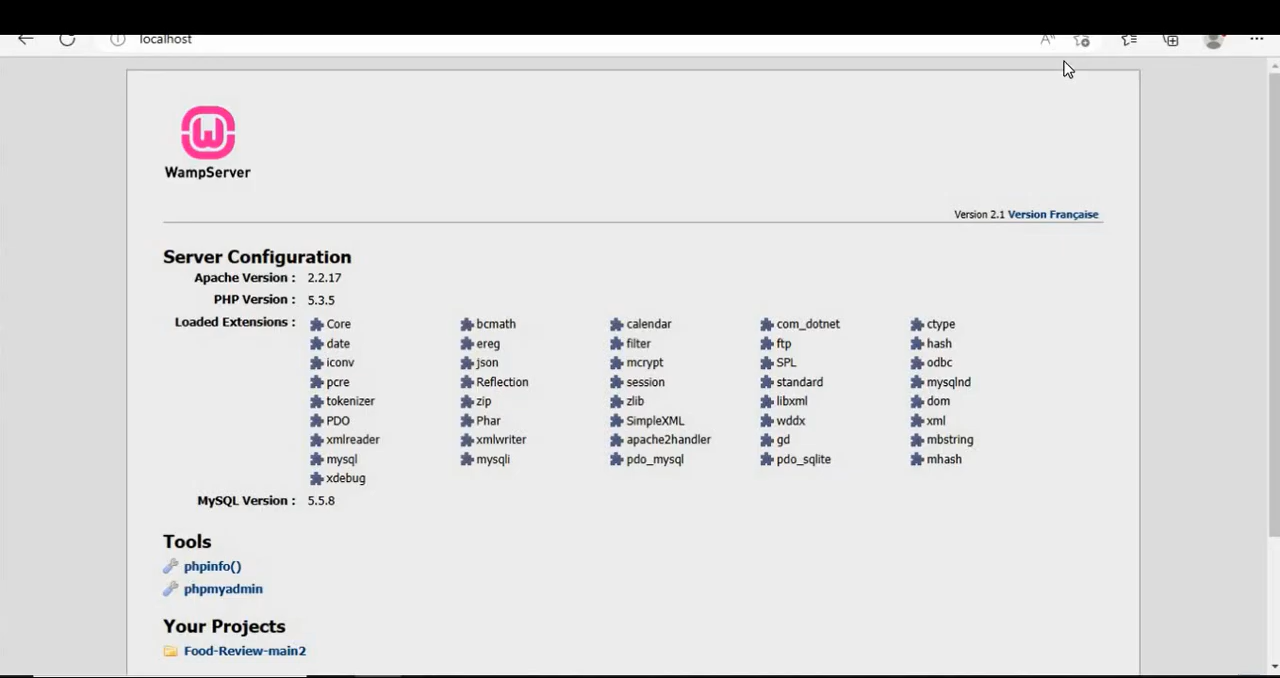 localhost
WampServer
Version 2.1 Version Française
Server Configuration
Apache Version : 2.2.17
PHP Version : 5.3.5
Loaded Extensions : Core bcmath calendar com_dotnet ctype
date ereg filter ftp hash
iconv json mcrypt SPL odbc
pcre Reflection session standard mysqlnd
tokenizer zip zlib libxml dom
PDO Phar SimpleXML wddx xml
xmlreader xmlwriter apache2handler gd mbstring
mysql mysqli pdo_mysql pdo_sqlite mhash
xdebug
MySQL Version : 5.5.8
Tools
phpinfo()
phpmyadmin
Your Projects
Food-Review-main2